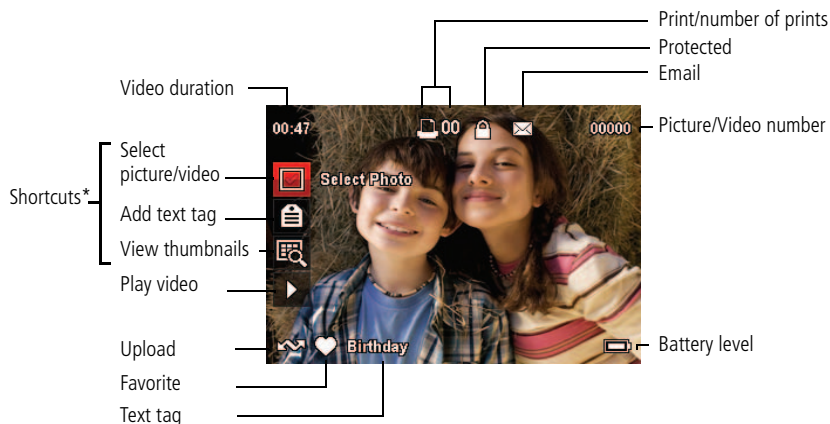 Print/number of prints
Protected
Email
Video duration
00:47
00
00000
Picture/Video number
Shortcuts*
Select
picture/video
Select Photo
Add text tag
View thumbnails
Play video
Upload
Birthday
Battery level
Favorite
Text tag